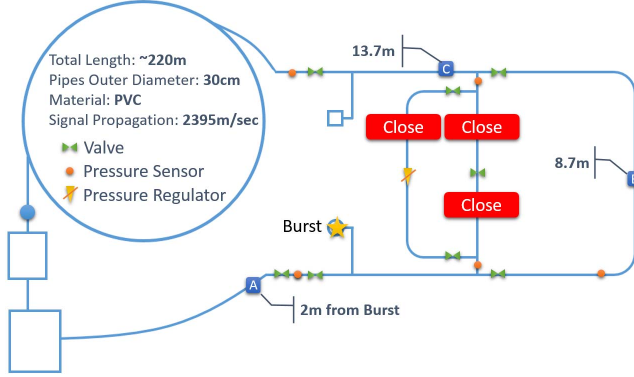 13.7m
C
Total Length: ~220m
Pipes Outer Diameter: 30cm
Material: PVC
Signal Propagation: 2395m/sec
Valve
Pressure Sensor
Pressure Regulator
Close
Close
8.7m
Close
Burst
A
2m from Burst